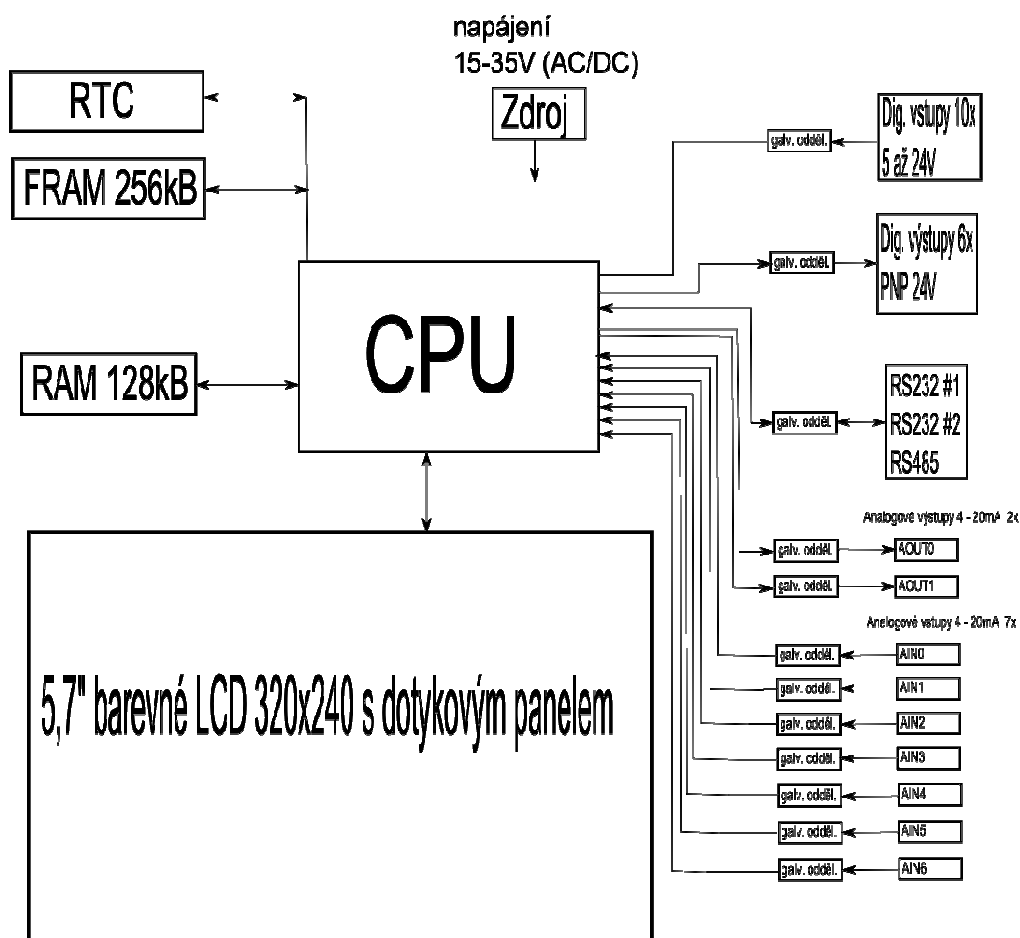 napájení
15-35V (AC/DC)
RTC
Zdroj
Dig. vstupy 10x
5 až 24V
galv. odděl.
FRAM 256kB
Dig. výstupy 6x
PNP 24V
galv. odděl.
CPU
RAM 128kB
RS232 #1
RS232 #2
RS485
galv. odděl.
Analogové výstupy 4 - 20mA 2x
galv. odděl.
AOUT0
galv. odděl.
AOUT1
Analogové vstupy 4 - 20mA 7x
galv. odděl.
AIN0
galv. odděl.
AIN1
5,7" barevné LCD 320x240 s dotykovým panelem
galv. odděl.
AIN2
galv. odděl.
AIN3
galv. odděl.
AIN4
galv. odděl.
AIN5
galv. odděl.
AIN6